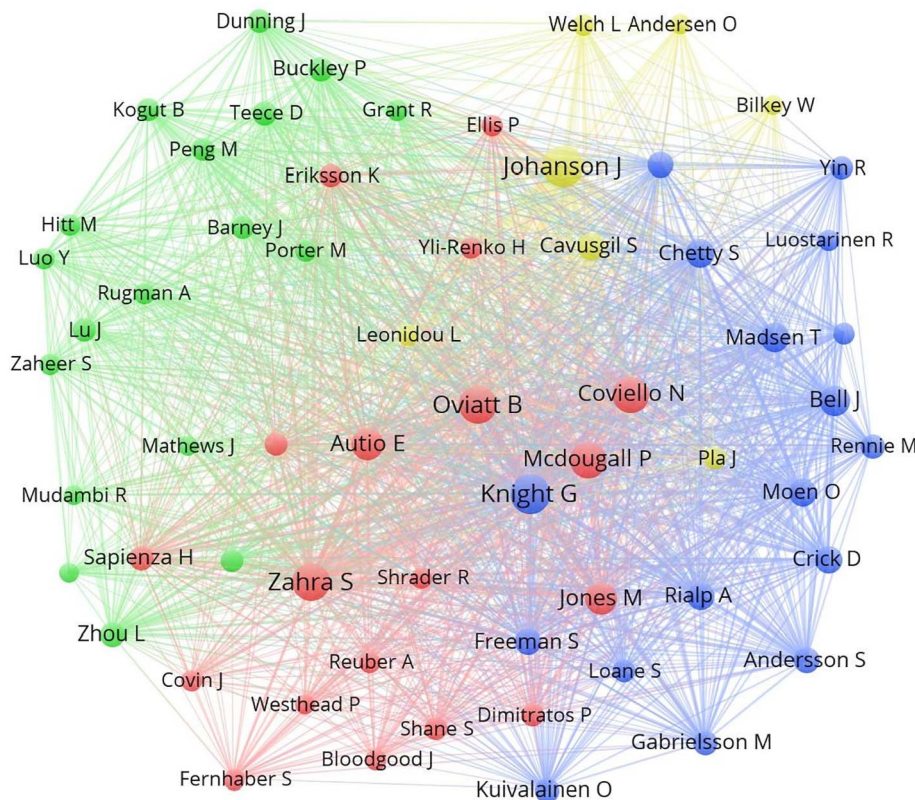 Dunning J
Welch L
Andersen O
Buckley P
Bilkey W
Kogut B
Teece D
Grant R
Ellis P
Peng M
Eriksson K
Johanson J
Yin R
Hitt M
Barney J
Yli-Renko H
Cavusgil S
Chetty S
Luostarinen R
Luo Y
Porter M
Rugman A
Lu J
Leonidou L
Madsen T
Zaheer S
Oviatt B
Coviello N
Bell J
Mathews J
Autio E
Mcdougall P
Pla J
Rennie M
Mudambi R
Knight G
Moen O
Sapienza H
Zahra S
Shrader R
Jones M
Rialp A
Crick D
Zhou L
Freeman S
Reuber A
Loane S
Andersson S
Covin J
Westhead P
Shane S
Dimitratos P
Gabrielsson M
Bloodgood J
Fernhaber S
Kuivalainen O